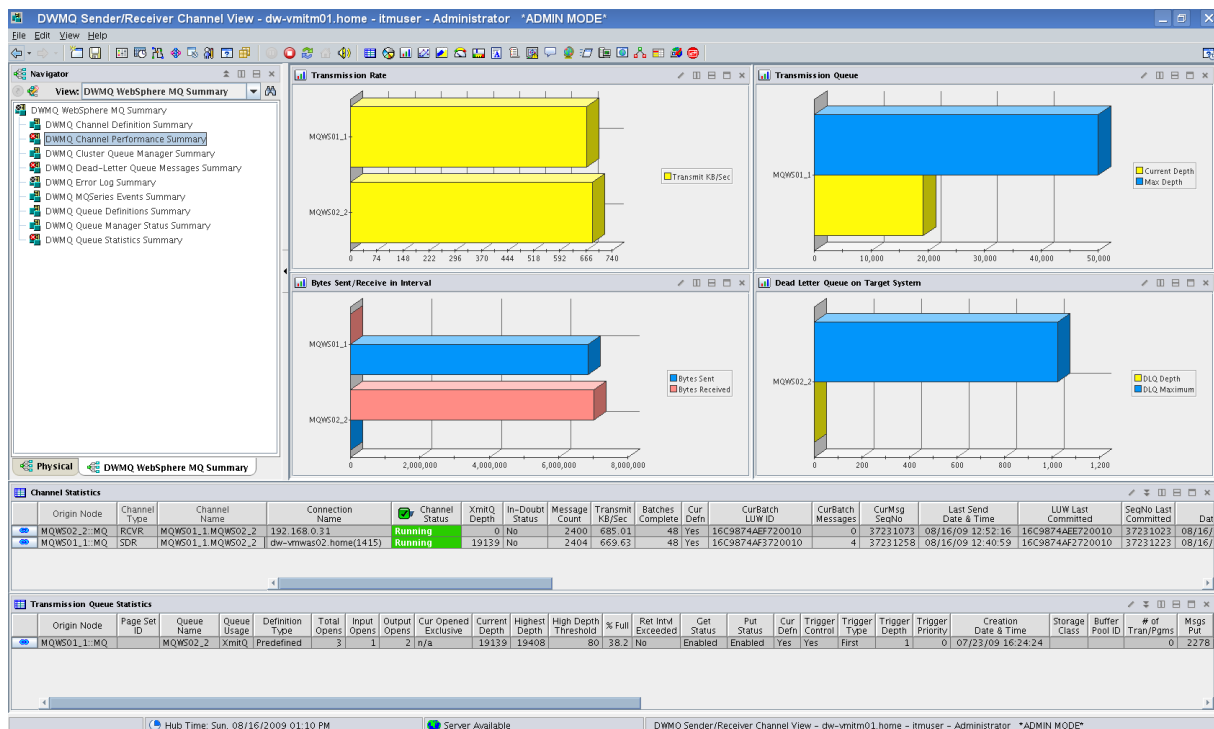 DWMQ Sender/Receiver Channel View - dw-vmitm01.home - itmuser - Administrator *ADMIN MODE*
File Edit View Help
Navigator
View: DWMQ WebSphere MQ Summary
DWMQ WebSphere MQ Summary
DWMQ Channel Definition Summary
DWMQ Channel Performance Summary
DWMQ Cluster Queue Manager Summary
DWMQ Dead-Letter Queue Messages Summary
DWMQ Error Log Summary
DWMQ MQSeries Events Summary
DWMQ Queue Definitions Summary
DWMQ Queue Manager Status Summary
DWMQ Queue Statistics Summary
Physical DWMQ WebSphere MQ Summary
Transmission Rate
MQWS01_1
MQWS02_2
0 74 148 222 296 370 444 518 592 666 740
Transmit KB/Sec
Transmission Queue
MQWS01_1
0 10,000 20,000 30,000 40,000 50,000
Current Depth
Max Depth
Bytes Sent/Receive in Interval
MQWS01_1
MQWS02_2
0 2,000,000 4,000,000 6,000,000 8,000,000
Bytes Sent
Bytes Received
Dead Letter Queue on Target System
MQWS02_2
0 200 400 600 800 1,000 1,200
DLQ Depth
DLQ Maximum
Channel Statistics
Origin Node Channel Type Channel Name Connection Name Channel Status XmitQ Depth In-Doubt Status Message Count Transmit KB/Sec Batches Complete Cur Defn CurBatch LUW ID CurBatch Messages CurMsg SeqNo Last Send Date & Time LUW Last Committed SeqNo Last Committed Dat
MQWS02_2::MQ RCVR MQWS01_1.MQWS02_2 192.168.0.31 Running 0 No 2400 685.01 48 Yes 16C9874AEF720010 0 37231073 08/16/09 12:52:16 16C9874AEE720010 37231073 08/16/
MQWS01_1::MQ SDR MQWS01_1.MQWS02_2 dw-vmwas02.home(1415) Running 19139 No 2404 669.63 48 Yes 16C9874AF3720010 4 37231258 08/16/09 12:40:59 16C9874AF2720010 37231223 08/16/
Transmission Queue Statistics
Origin Node Page Set ID Queue Name Queue Usage Definition Type Total Opens Input Opens Output Opens Cur Opened Exclusive Current Depth Highest Depth High Depth Threshold % Full Ret Intvl Exceeded Get Status Put Status Cur Defn Trigger Control Trigger Type Trigger Depth Trigger Priority Creation Date & Time Storage Class Buffer Pool ID # of Tran/Pgms Msgs Put
MQWS01_1::MQ MQWS02_2 XmitQ Predefined 3 1 2 n/a 19139 19408 80 38.2 No Enabled Enabled Yes Yes First 1 0 07/23/09 16:24:24 0 2278
Hub Time: Sun, 08/16/2009 01:10 PM Server Available DWMQ Sender/Receiver Channel View - dw-vmitm01.home - itmuser - Administrator *ADMIN MODE*